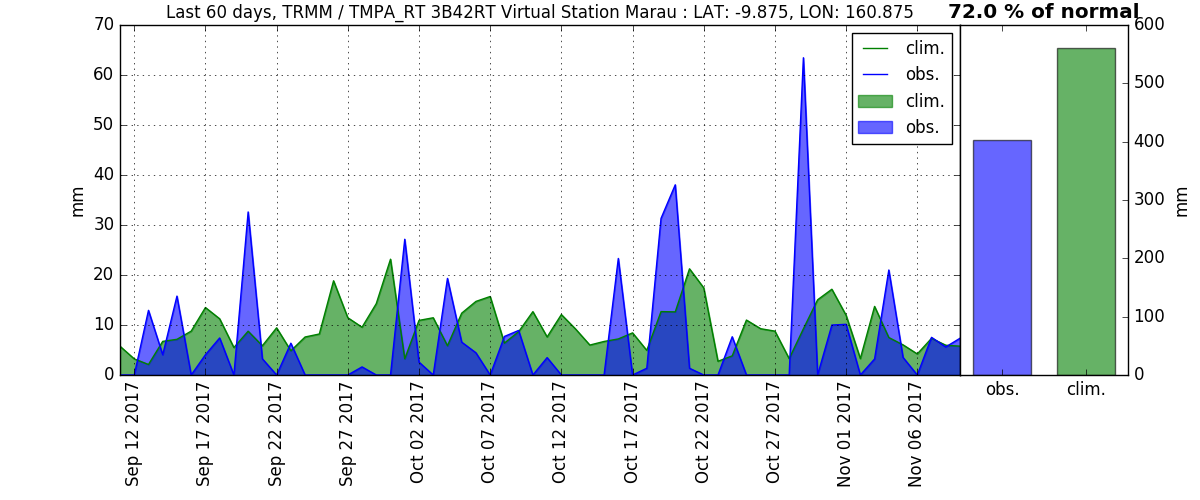 Last 60 days, TRMM / TMPA_RT 3B42RT Virtual Station Marau : LAT: -9.875, LON: 160.875
72.0 % of normal
70
60
50
40
30
20
10
0
mm
clim.
obs.
clim.
obs.
Sep 12 2017
Sep 17 2017
Sep 22 2017
Sep 27 2017
Oct 02 2017
Oct 07 2017
Oct 12 2017
Oct 17 2017
Oct 22 2017
Oct 27 2017
Nov 01 2017
Nov 06 2017
600
500
400
300
200
100
0
mm
obs.
clim.